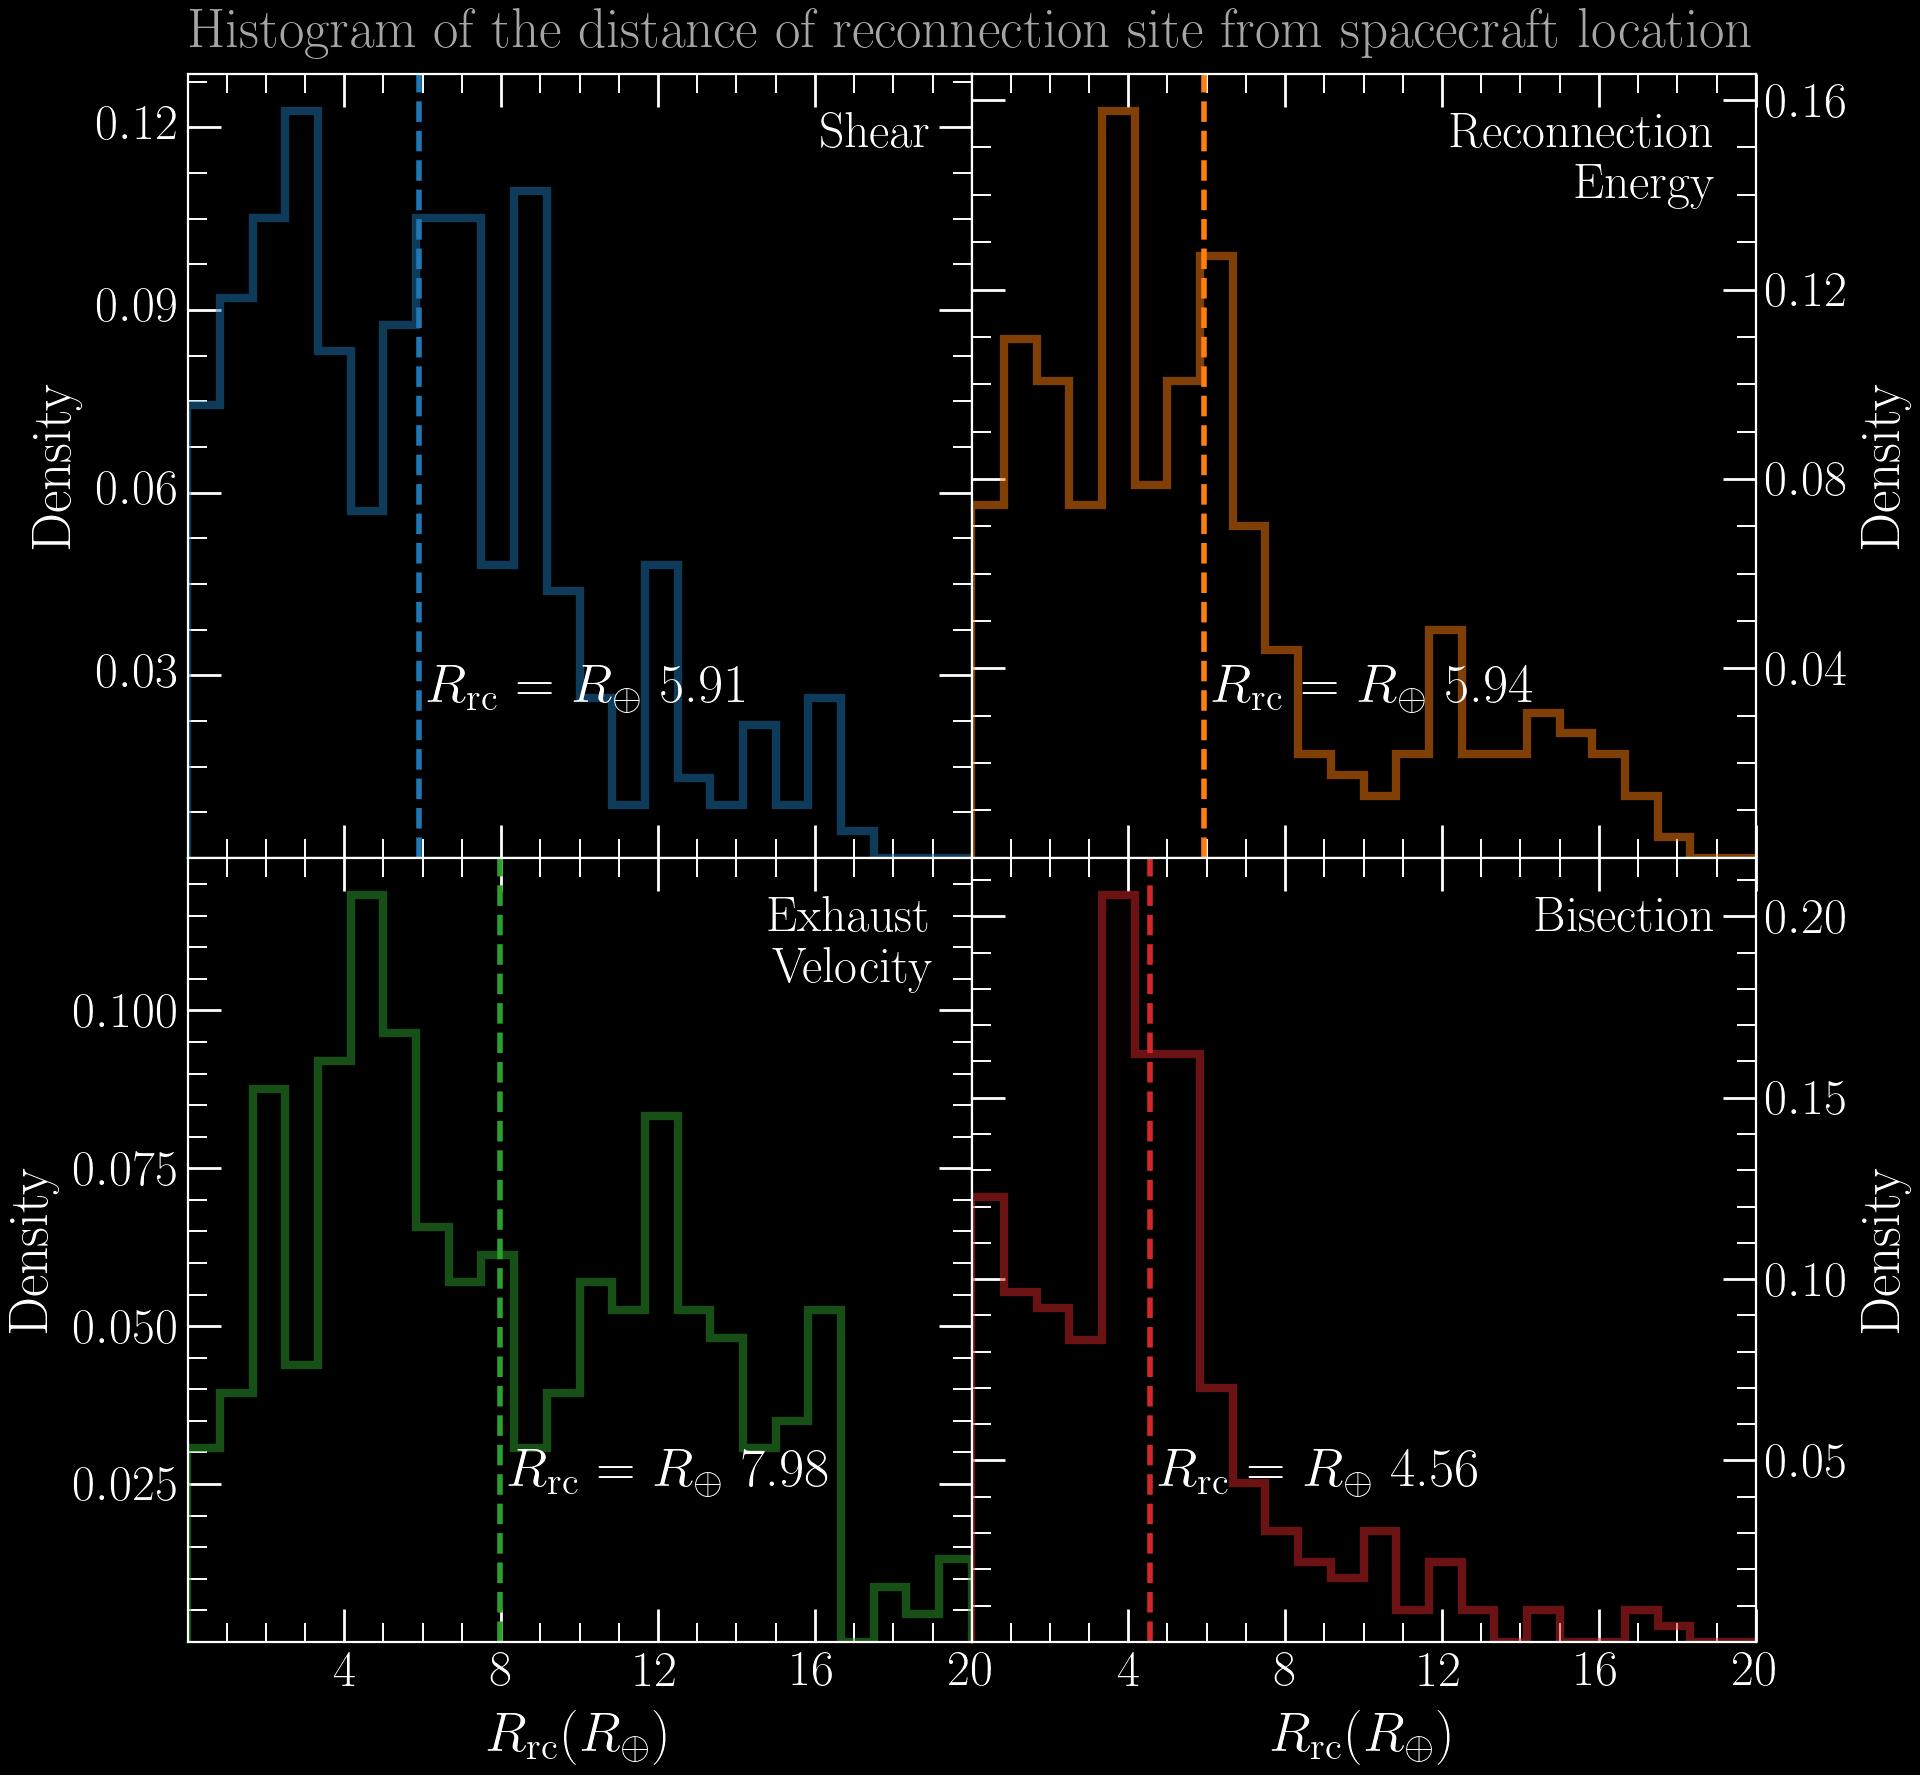 Histogram of the distance of reconnection site from spacecraft location
Shear
0.12
0.09
0.06
0.03
Density
R_rc = R_⊕ 5.91
Reconnection
Energy
0.16
0.12
0.08
0.04
Density
R_rc = R_⊕ 5.94
Exhaust
Velocity
0.100
0.075
0.050
0.025
Density
R_rc = R_⊕ 7.98
4 8 12 16 20
R_rc(R_⊕)
Bisection
0.20
0.15
0.10
0.05
Density
R_rc = R_⊕ 4.56
4 8 12 16 20
R_rc(R_⊕)